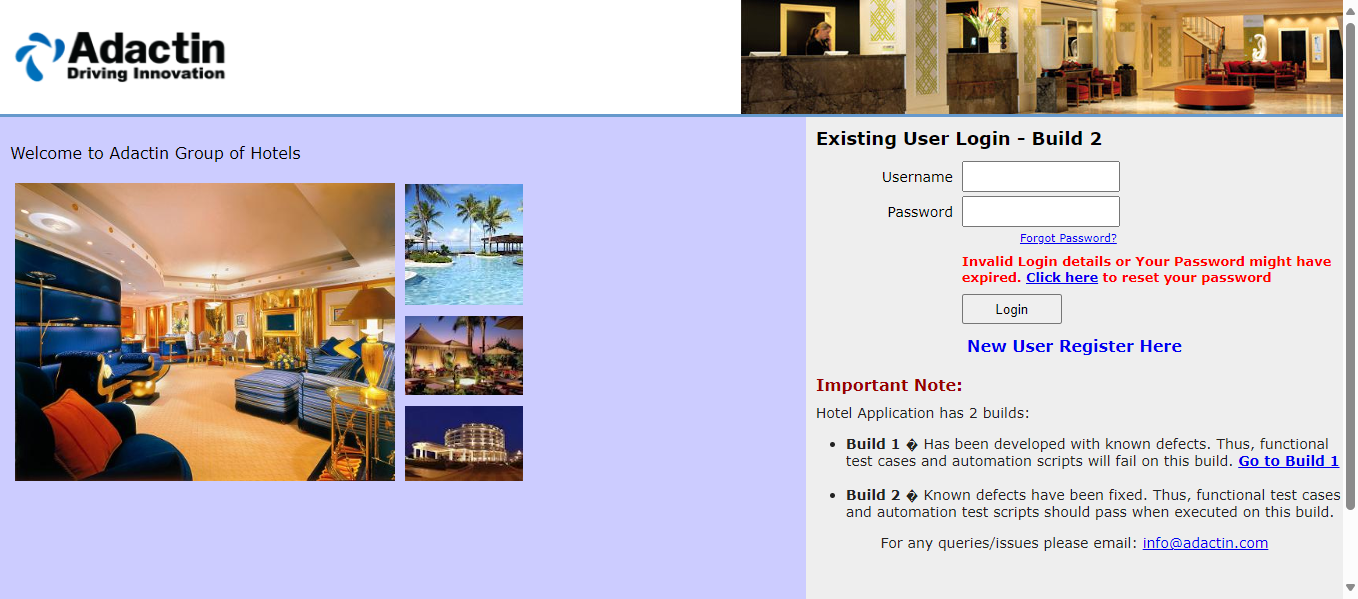 Adactin
Driving Innovation
Welcome to Adactin Group of Hotels
Existing User Login - Build 2
Username
Password
Forgot Password?
Invalid Login details or Your Password might have
expired. Click here to reset your password
Login
New User Register Here
Important Note:
Hotel Application has 2 builds:
• Build 1 � Has been developed with known defects. Thus, functional
test cases and automation scripts will fail on this build. Go to Build 1
• Build 2 � Known defects have been fixed. Thus, functional test cases
and automation test scripts should pass when executed on this build.
For any queries/issues please email: info@adactin.com